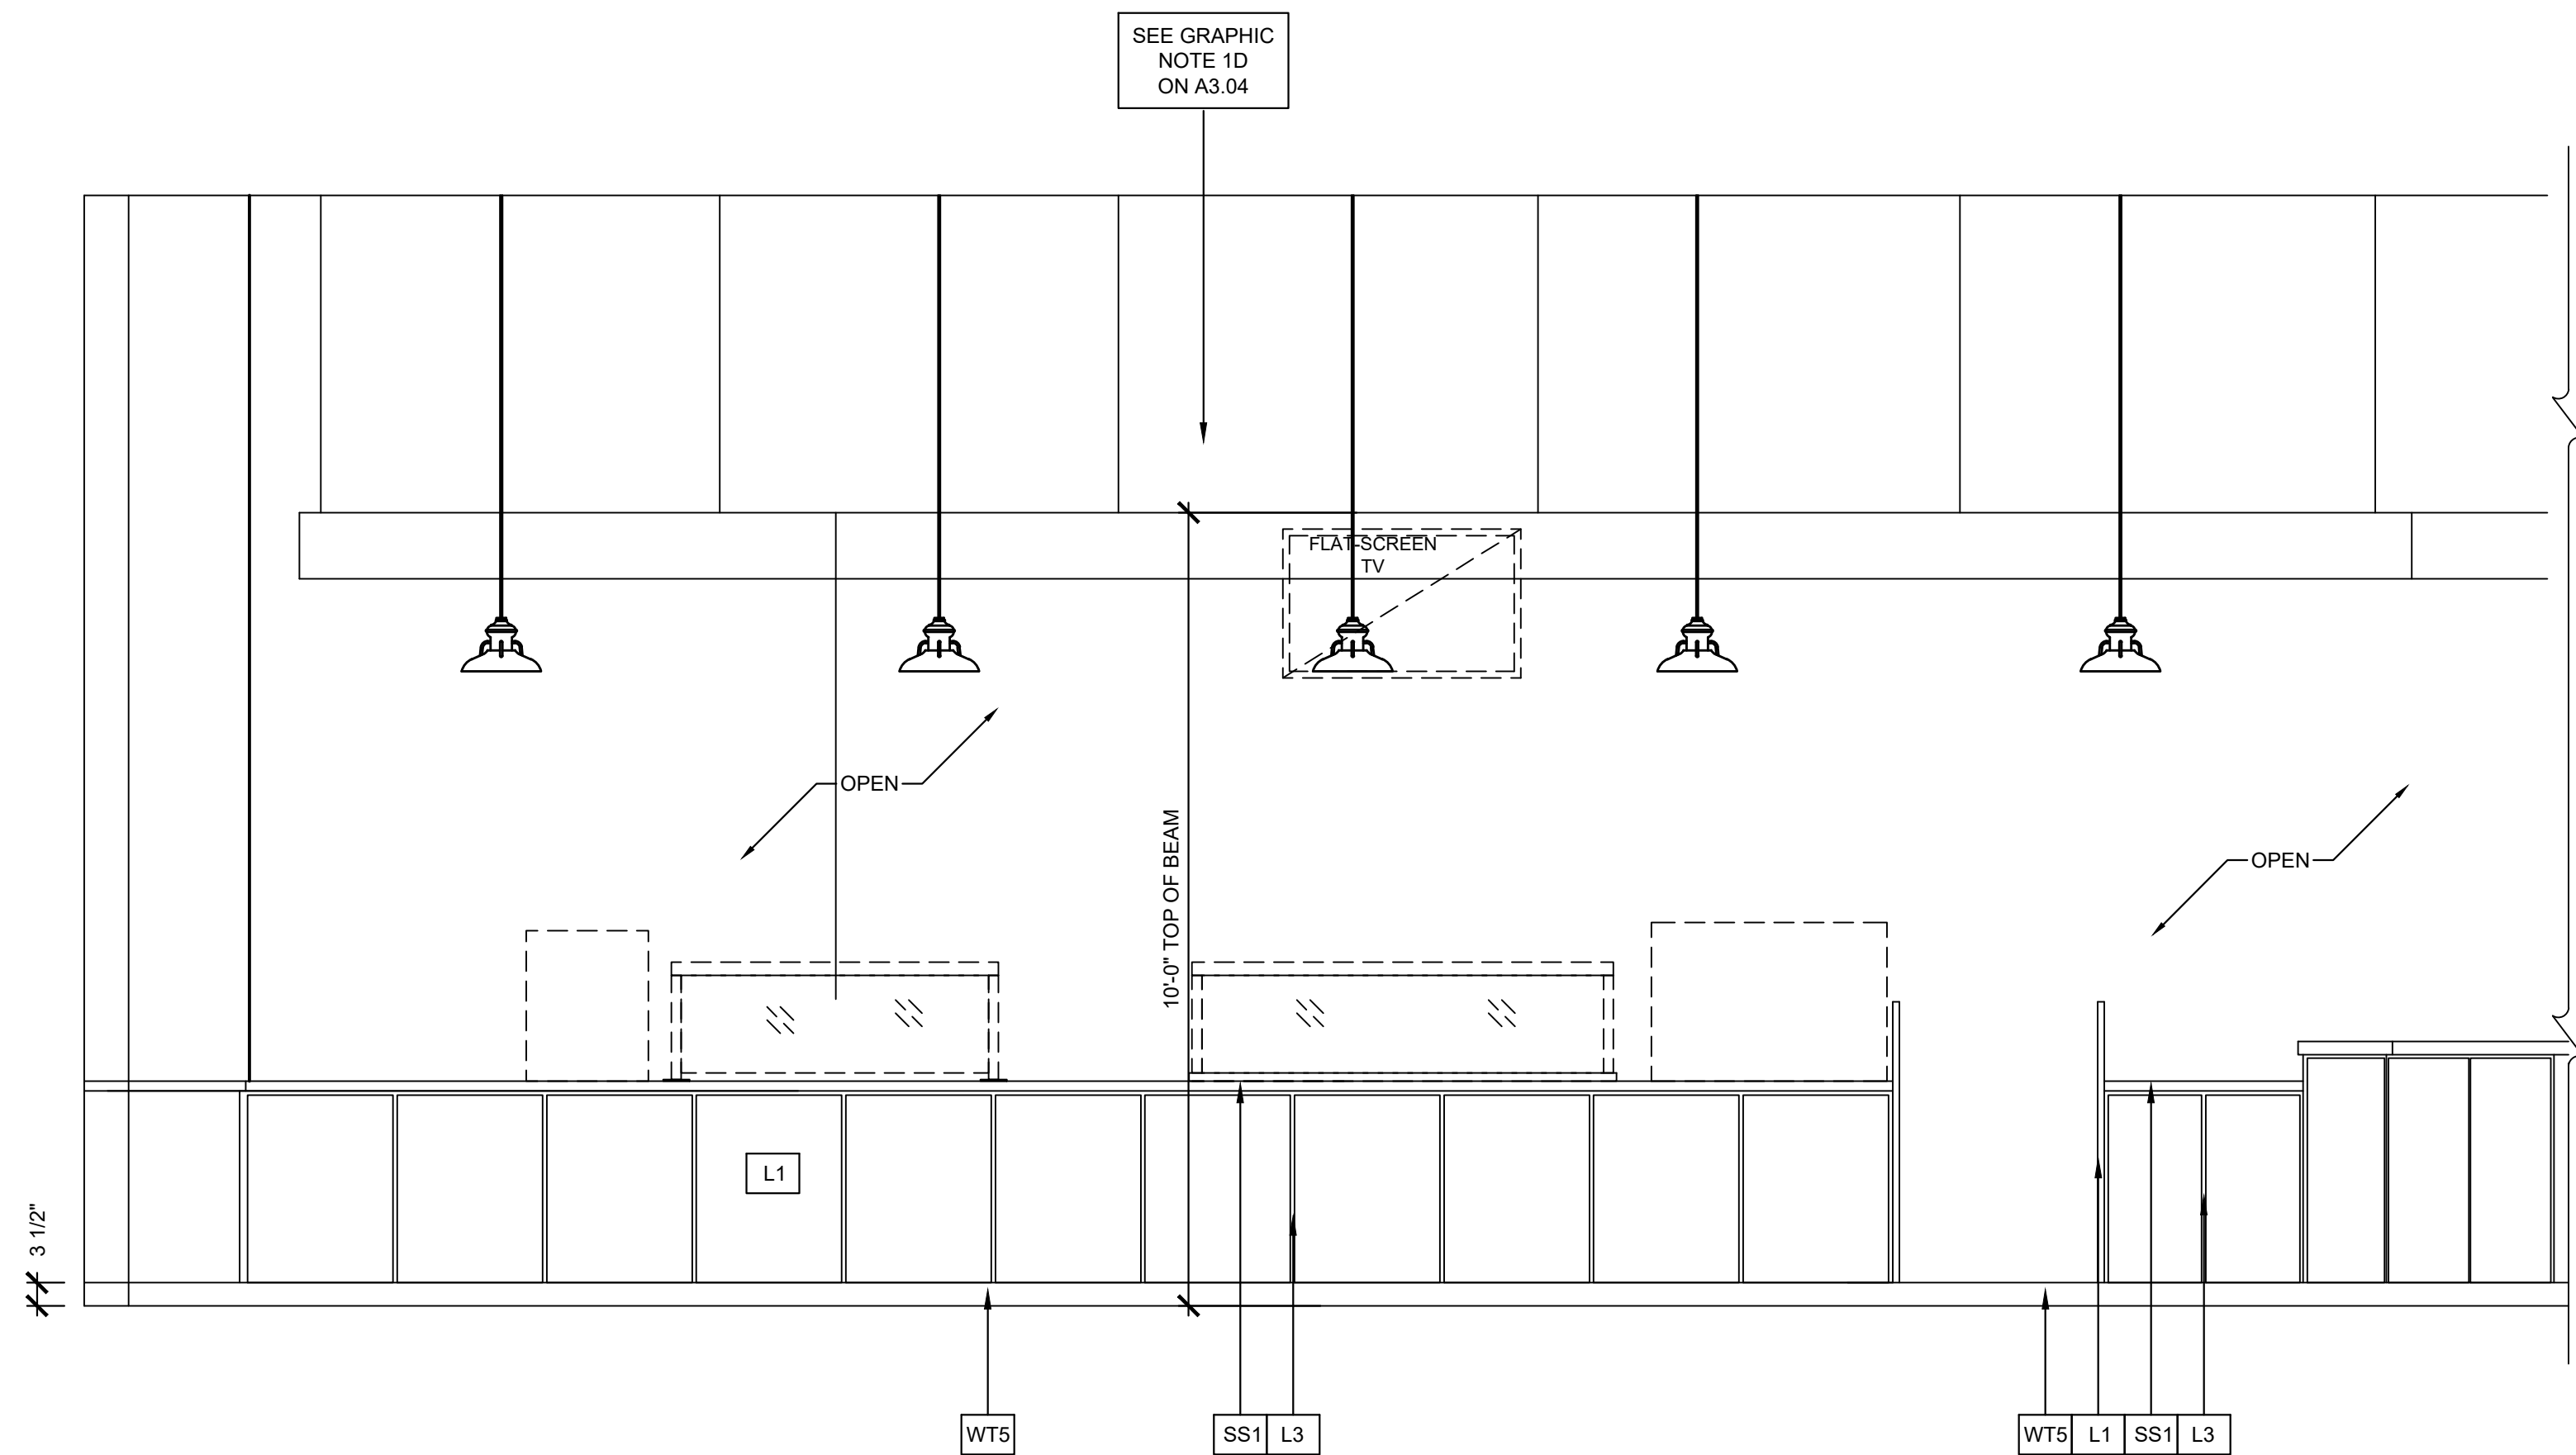 SEE GRAPHIC
NOTE 1D
ON A3.04
FLAT-SCREEN
TV
OPEN
10'-0" TOP OF BEAM
OPEN
L1
3 1/2"
WT5
SS1
L3
WT5
L1
SS1
L3